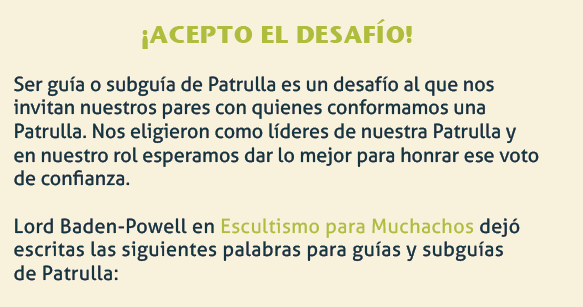 ¡ACEPTO EL DESAFÍO!
Ser guía o subguía de Patrulla es un desafío al que nos
invitan nuestros pares con quienes conformamos una
Patrulla. Nos eligieron como líderes de nuestra Patrulla y
en nuestro rol esperamos dar lo mejor para honrar ese voto
de confianza.
Lord Baden-Powell en Escultismo para Muchachos dejó
escritas las siguientes palabras para guías y subguías
de Patrulla: